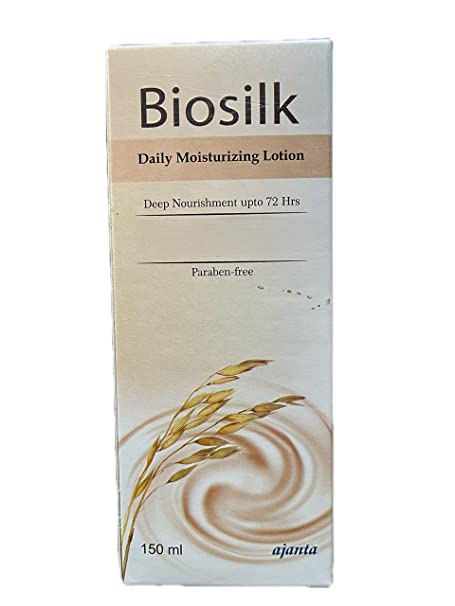 Biosilk
Daily Moisturizing Lotion
Deep Nourishment upto 72 Hrs
Paraben-free
150 ml
ajanta